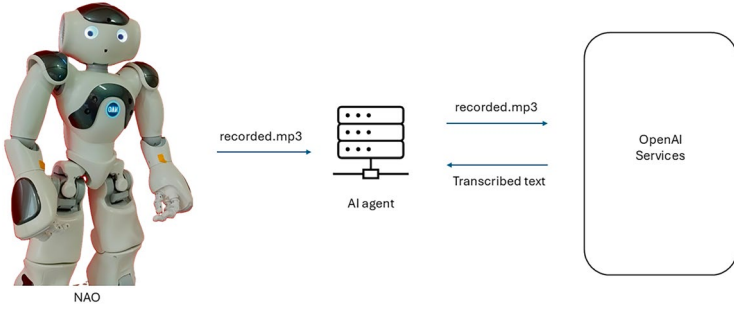 recorded.mp3
recorded.mp3
OpenAI
Services
Transcribed text
AI agent
NAO